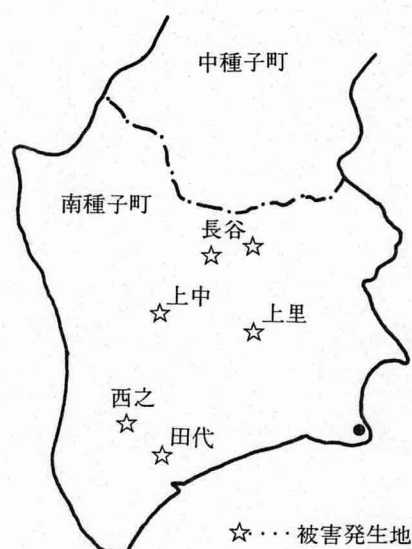 中種子町
南種子町
長谷
上中
上里
西之
田代
☆‥‥被害発生地